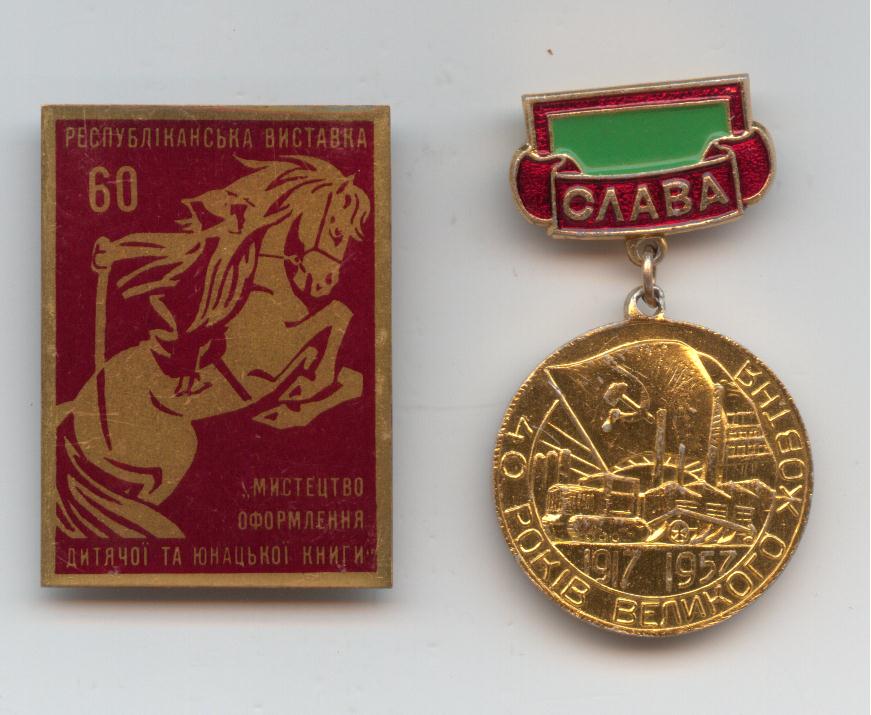 РЕСПУБЛІКАНСЬКА ВИСТАВКА
60
„МИСТЕЦТВО
ОФОРМЛЕННЯ
ДИТЯЧОЇ ТА ЮНАЦЬКОЇ КНИГИ"
СЛАВА
40 РОКІВ ВЕЛИКОГО ЖОВТНЯ
1917 1957